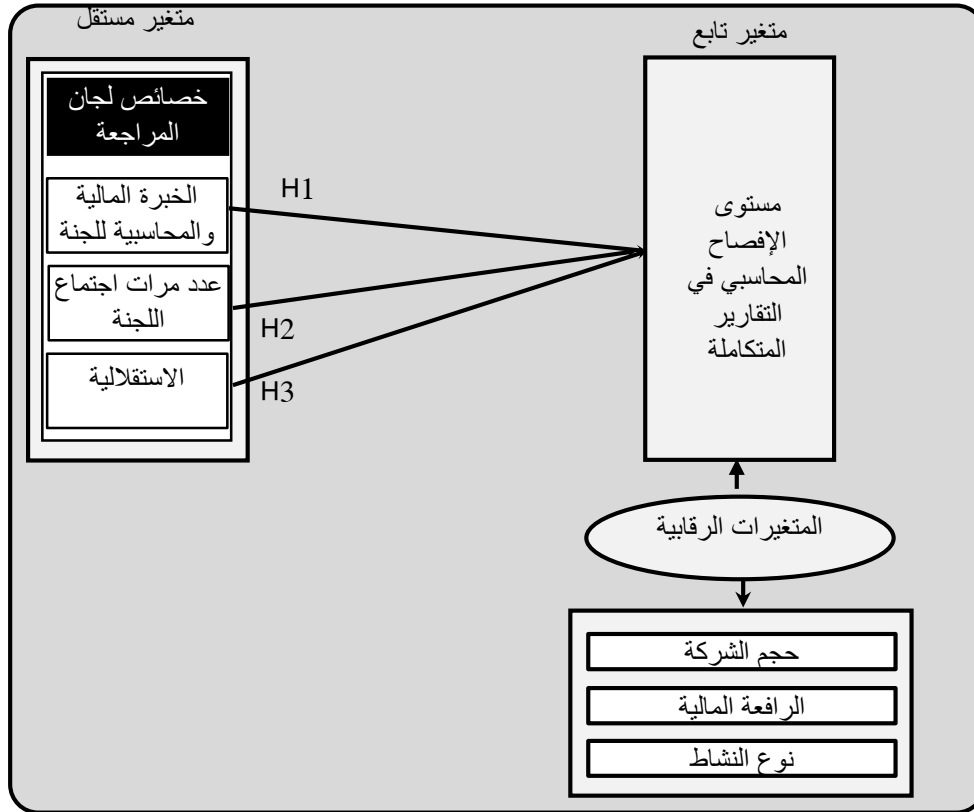 متغير مستقل
خصائص لجان
المراجعة
الخبرة المالية
والمحاسبية للجنة
عدد مرات اجتماع
اللجنة
الاستقلالية
H1
H2
H3
متغير تابع
مستوى
الإفصاح
المحاسبي في
التقارير
المتكاملة
المتغيرات الرقابية
حجم الشركة
الرافعة المالية
نوع النشاط